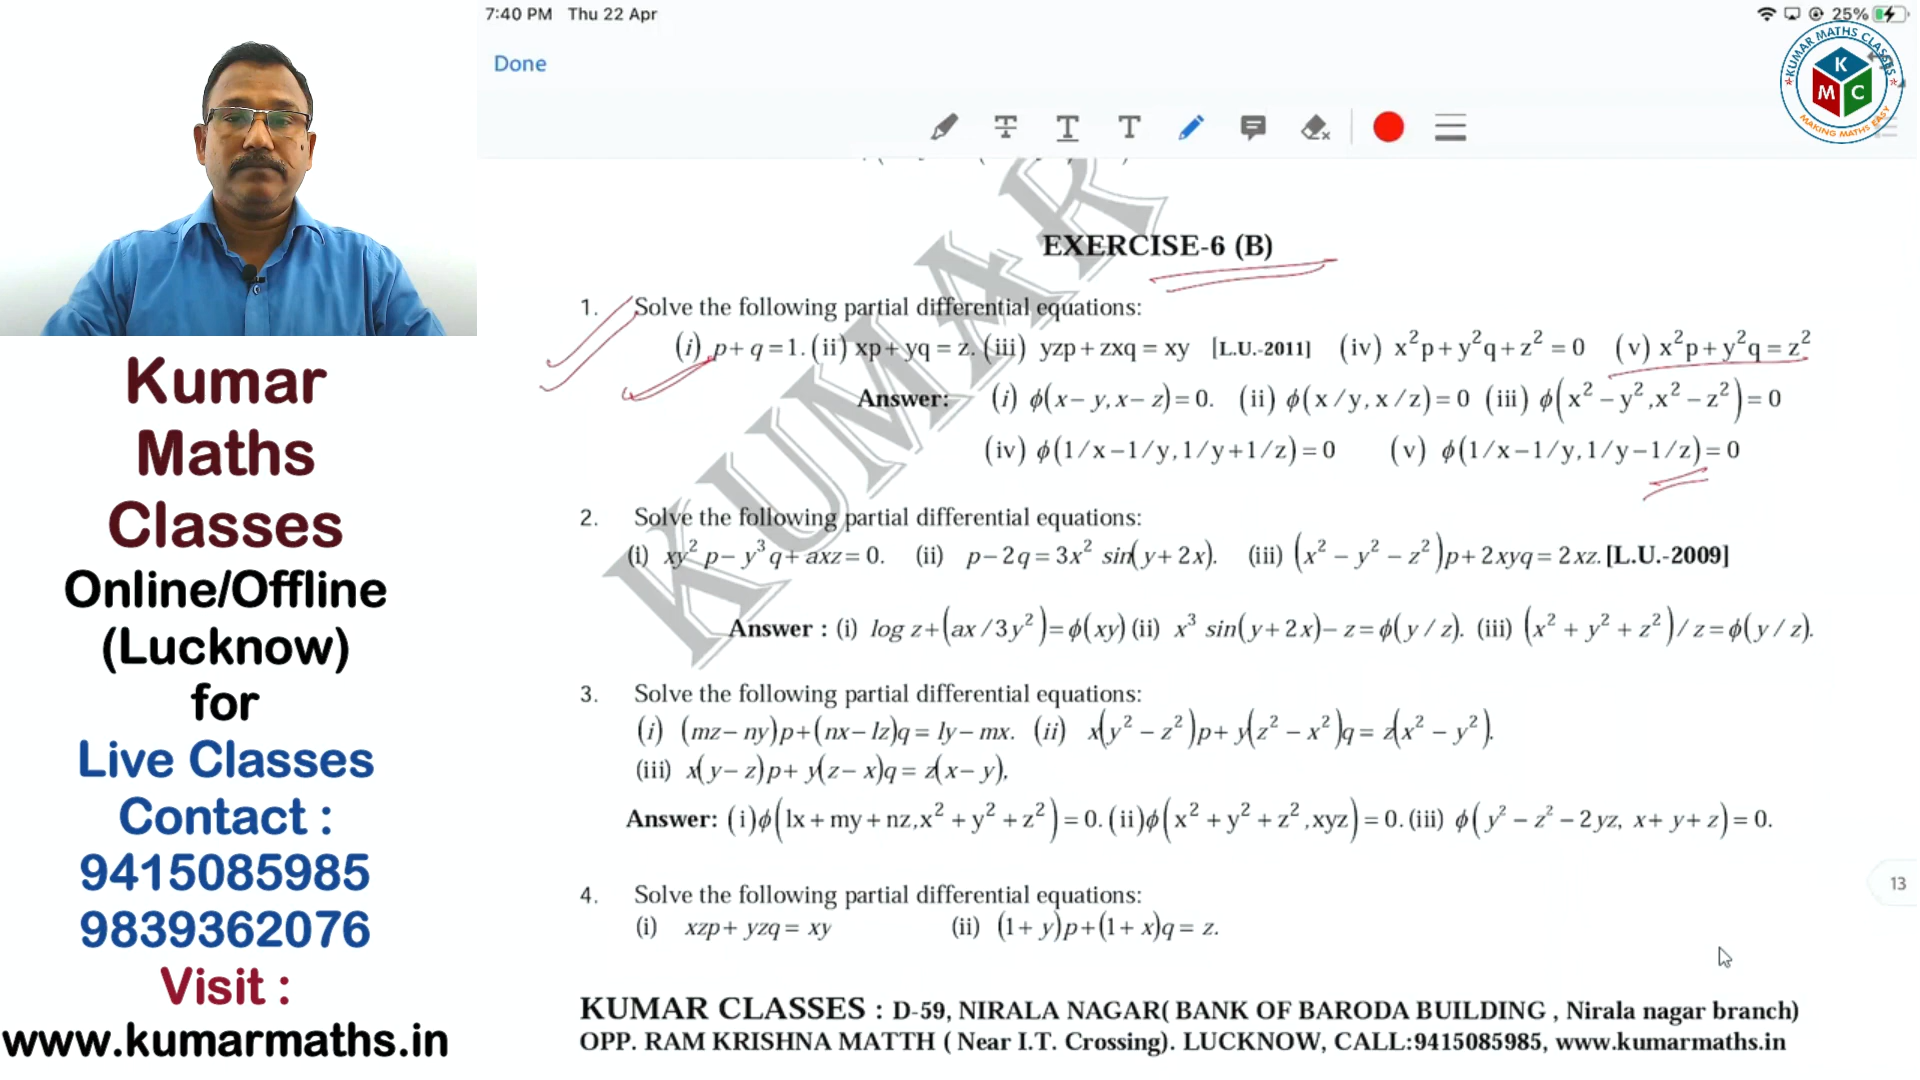 7:40 PM Thu 22 Apr
25%
Done
KUMAR MATHS CLASSES
K
M C
MAKING MATHS EASY
KUMAR
EXERCISE-6 (B)
1. Solve the following partial differential equations:
(i) p+q=1. (ii) xp+yq=z. (iii) yzp+zxq=xy [L.U.-2011] (iv) x²p+y²q+z²=0 (v) x²p+y²q=z²
Answer: (i) ϕ(x−y,x−z)=0. (ii) ϕ(x/y,x/z)=0 (iii) ϕ(x²−y²,x²−z²)=0
(iv) ϕ(1/x−1/y,1/y+1/z)=0 (v) ϕ(1/x−1/y,1/y−1/z)=0
2. Solve the following partial differential equations:
(i) xy²p−y³q+axz=0. (ii) p−2q=3x² sin(y+2x). (iii) (x²−y²−z²)p+2xyq=2xz. [L.U.-2009]
Answer : (i) log z+(ax/3y²)=ϕ(xy) (ii) x³ sin(y+2x)−z=ϕ(y/z). (iii) (x²+y²+z²)/z=ϕ(y/z).
3. Solve the following partial differential equations:
(i) (mz−ny)p+(nx−lz)q=ly−mx. (ii) x(y²−z²)p+y(z²−x²)q=z(x²−y²).
(iii) x(y−z)p+y(z−x)q=z(x−y).
Answer: (i)ϕ(lx+my+nz,x²+y²+z²)=0. (ii)ϕ(x²+y²+z²,xyz)=0. (iii) ϕ(y²−z²−2yz, x+y+z)=0.
13
4. Solve the following partial differential equations:
(i) xzp+yzq=xy (ii) (1+y)p+(1+x)q=z.
KUMAR CLASSES : D-59, NIRALA NAGAR( BANK OF BARODA BUILDING , Nirala nagar branch)
OPP. RAM KRISHNA MATTH ( Near I.T. Crossing). LUCKNOW, CALL:9415085985, www.kumarmaths.in
Kumar
Maths
Classes
Online/Offline
(Lucknow)
for
Live Classes
Contact :
9415085985
9839362076
Visit :
www.kumarmaths.in